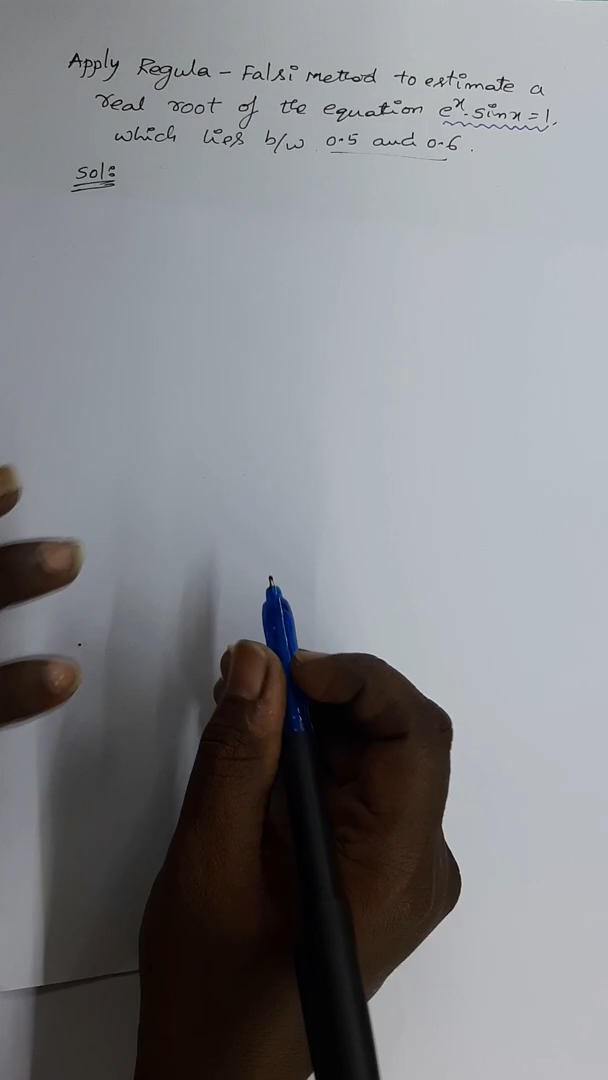 Apply Regula - Falsi method to estimate a
real root of the equation eˣ. sinx = 1,
which lies b/w 0.5 and 0.6.
Sol: